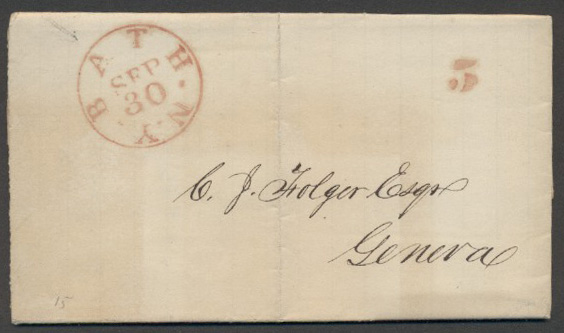 BATH. N.Y.
SEP
30
5
C. J. Folger Esqr
Geneva
15